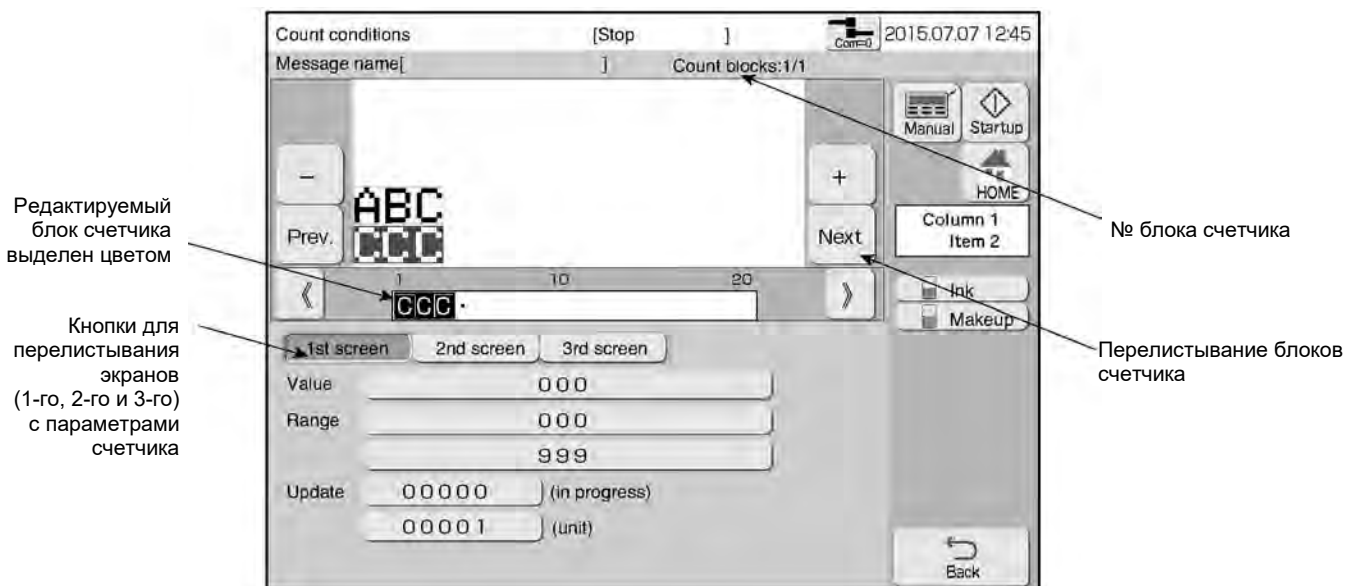 Count conditions [Stop ] Com=0 2015.07.07 12:45
Message name[ ] Count blocks:1/1
Manual Startup
HOME
− +
ABC
CCC
Prev. Next
Column 1
Item 2
1 10 20
《 》
CCC
Ink
Makeup
1st screen 2nd screen 3rd screen
Value 000
Range 000
999
Update 00000 (in progress)
00001 (unit)
Back
Редактируемый
блок счетчика
выделен цветом
Кнопки для
перелистывания
экранов
(1-го, 2-го и 3-го)
с параметрами
счетчика
№ блока счетчика
Перелистывание блоков
счетчика